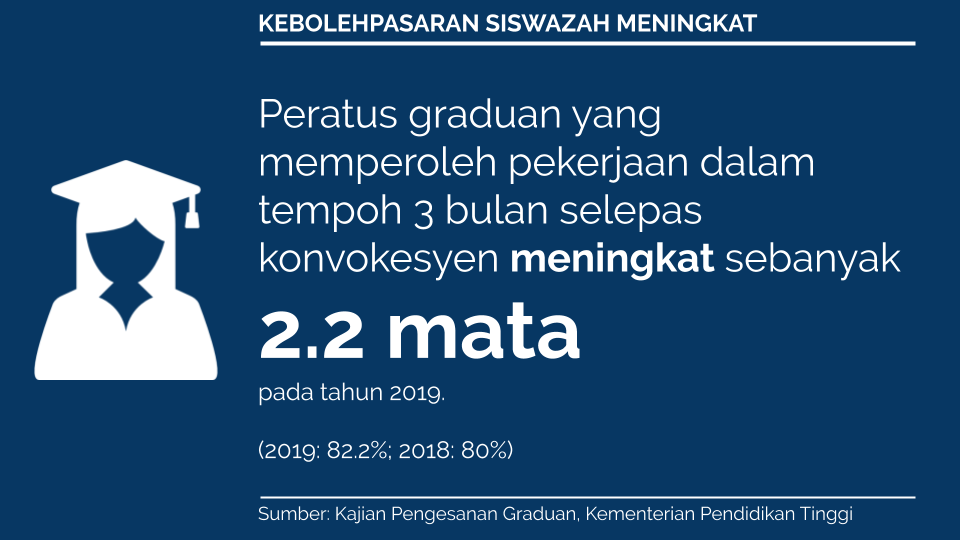 KEBOLEHPASARAN SISWAZAH MENINGKAT
Peratus graduan yang
memperoleh pekerjaan dalam
tempoh 3 bulan selepas
konvokesyen meningkat sebanyak
2.2 mata
pada tahun 2019.
(2019: 82.2%; 2018: 80%)
Sumber: Kajian Pengesanan Graduan, Kementerian Pendidikan Tinggi